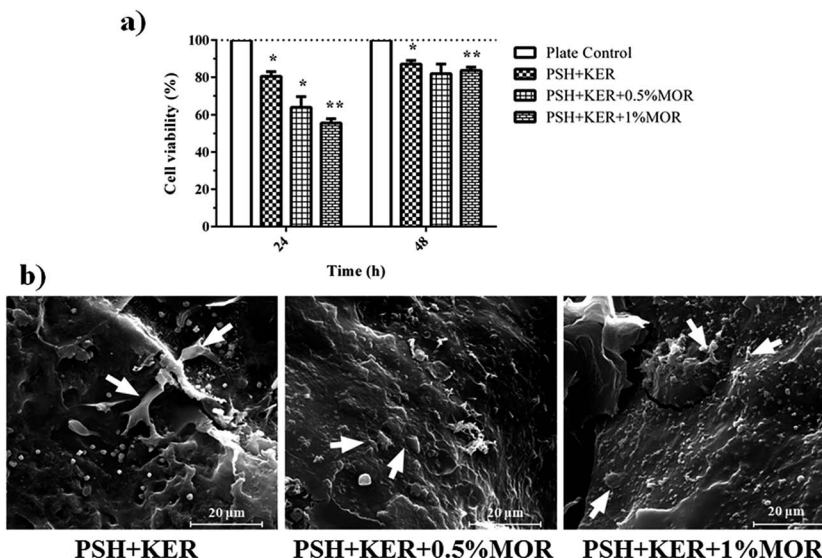 a)
Cell viability (%)
100
80
60
40
20
0
*
*
**
*
**
24
48
Time (h)
Plate Control
PSH+KER
PSH+KER+0.5%MOR
PSH+KER+1%MOR
b)
20 µm
20 µm
20 µm
PSH+KER
PSH+KER+0.5%MOR
PSH+KER+1%MOR